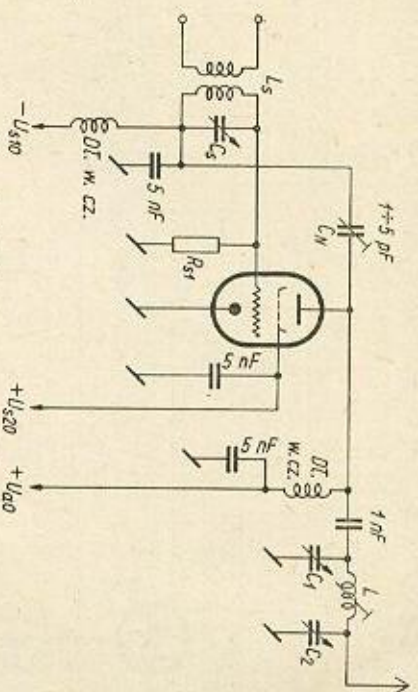 Ls
Cs
5 nF
Dł. w. cz.
-Us10
1÷5 pF
CN
Rs1
5 nF
+Us20
5 nF
Dł.
w.cz.
+Ua0
1 nF
C1
L
C2